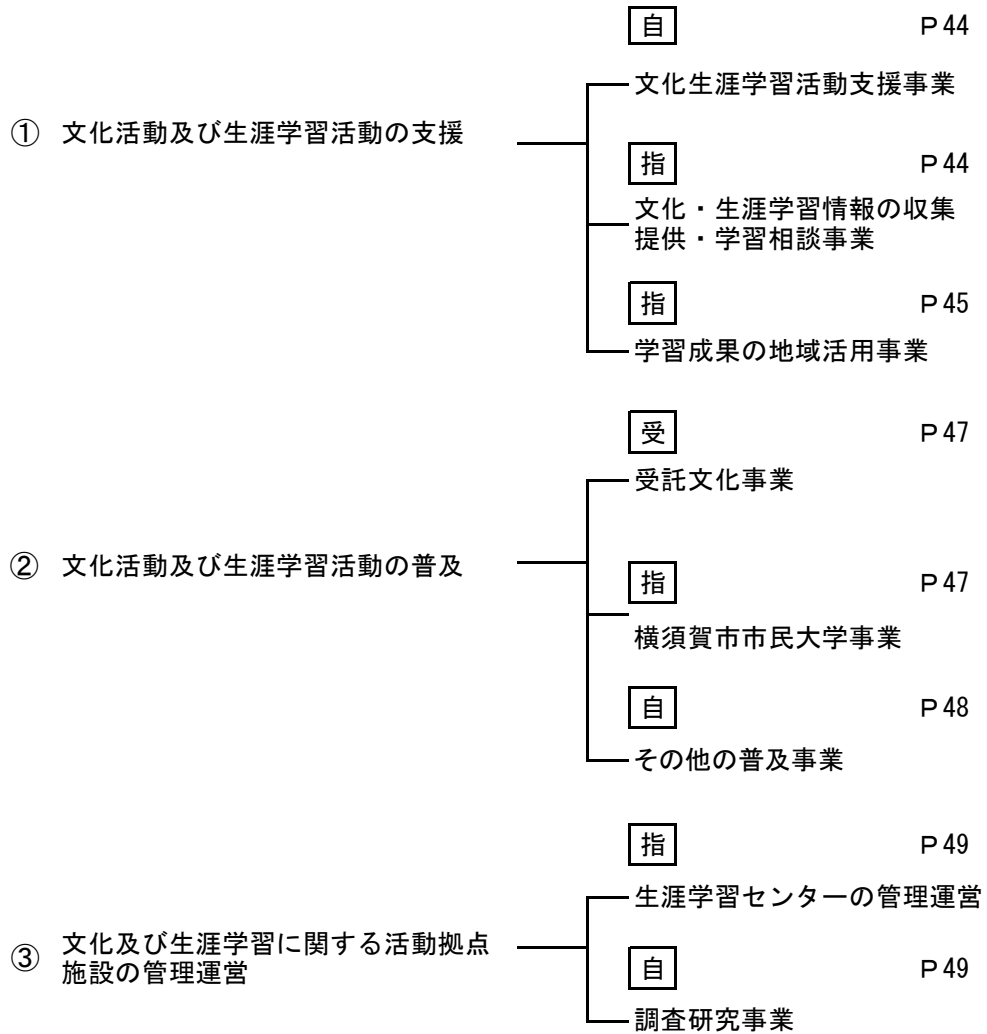 自 P44
文化生涯学習活動支援事業
① 文化活動及び生涯学習活動の支援
指 P44
文化・生涯学習情報の収集
提供・学習相談事業
指 P45
学習成果の地域活用事業
受 P47
受託文化事業
② 文化活動及び生涯学習活動の普及
指 P47
横須賀市市民大学事業
自 P48
その他の普及事業
指 P49
生涯学習センターの管理運営
③ 文化及び生涯学習に関する活動拠点
施設の管理運営
自 P49
調査研究事業